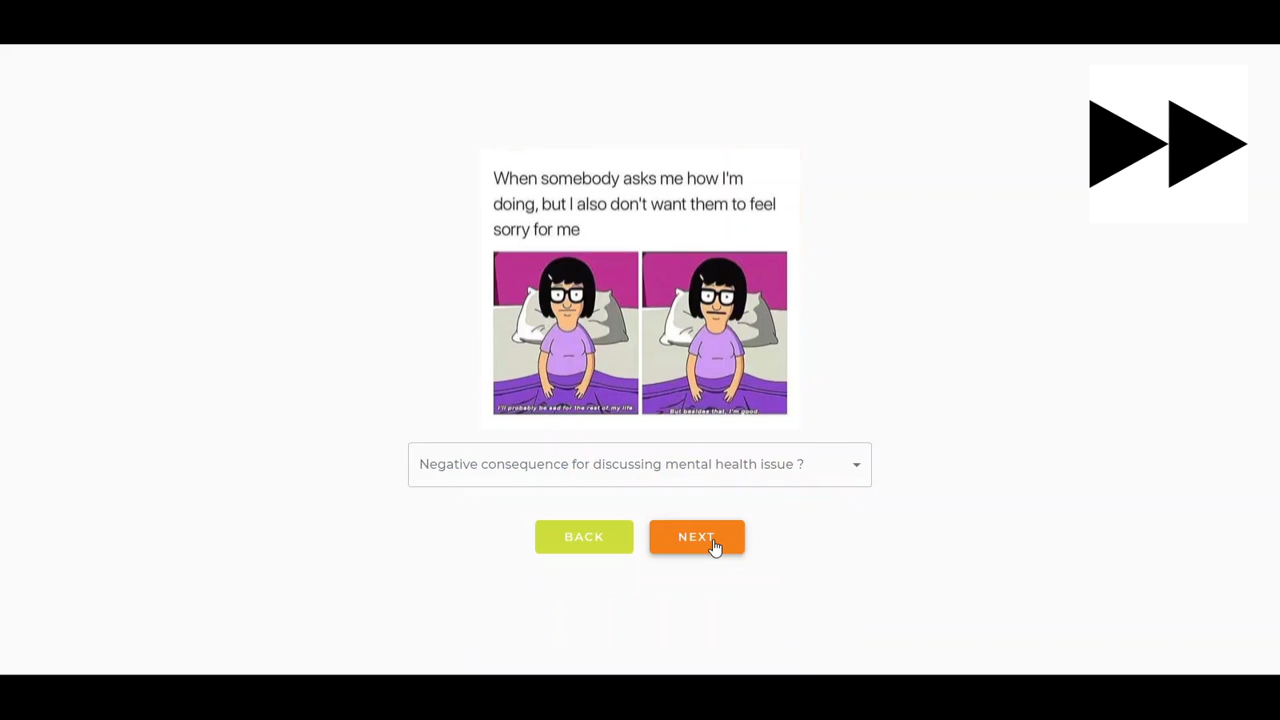 When somebody asks me how I'm
doing, but I also don't want them to feel
sorry for me
I'll probably be sad for the rest of my life
But besides that, I'm good.
Negative consequence for discussing mental health issue ?
BACK
NEXT